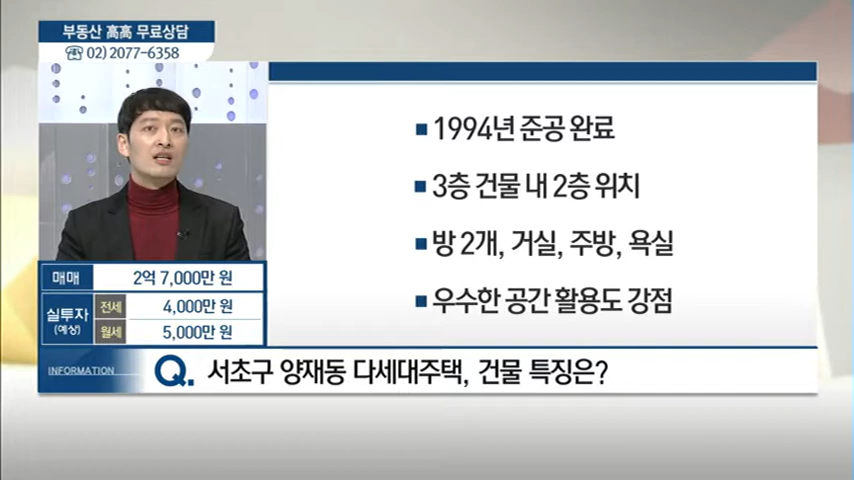 부동산 高高 무료상담
☎ 02) 2077-6358
■ 1994년 준공 완료
■ 3층 건물 내 2층 위치
■ 방 2개, 거실, 주방, 욕실
■ 우수한 공간 활용도 강점
매매 2억 7,000만 원
실투자 (예상) 전세 4,000만 원
월세 5,000만 원
INFORMATION Q. 서초구 양재동 다세대주택, 건물 특징은?